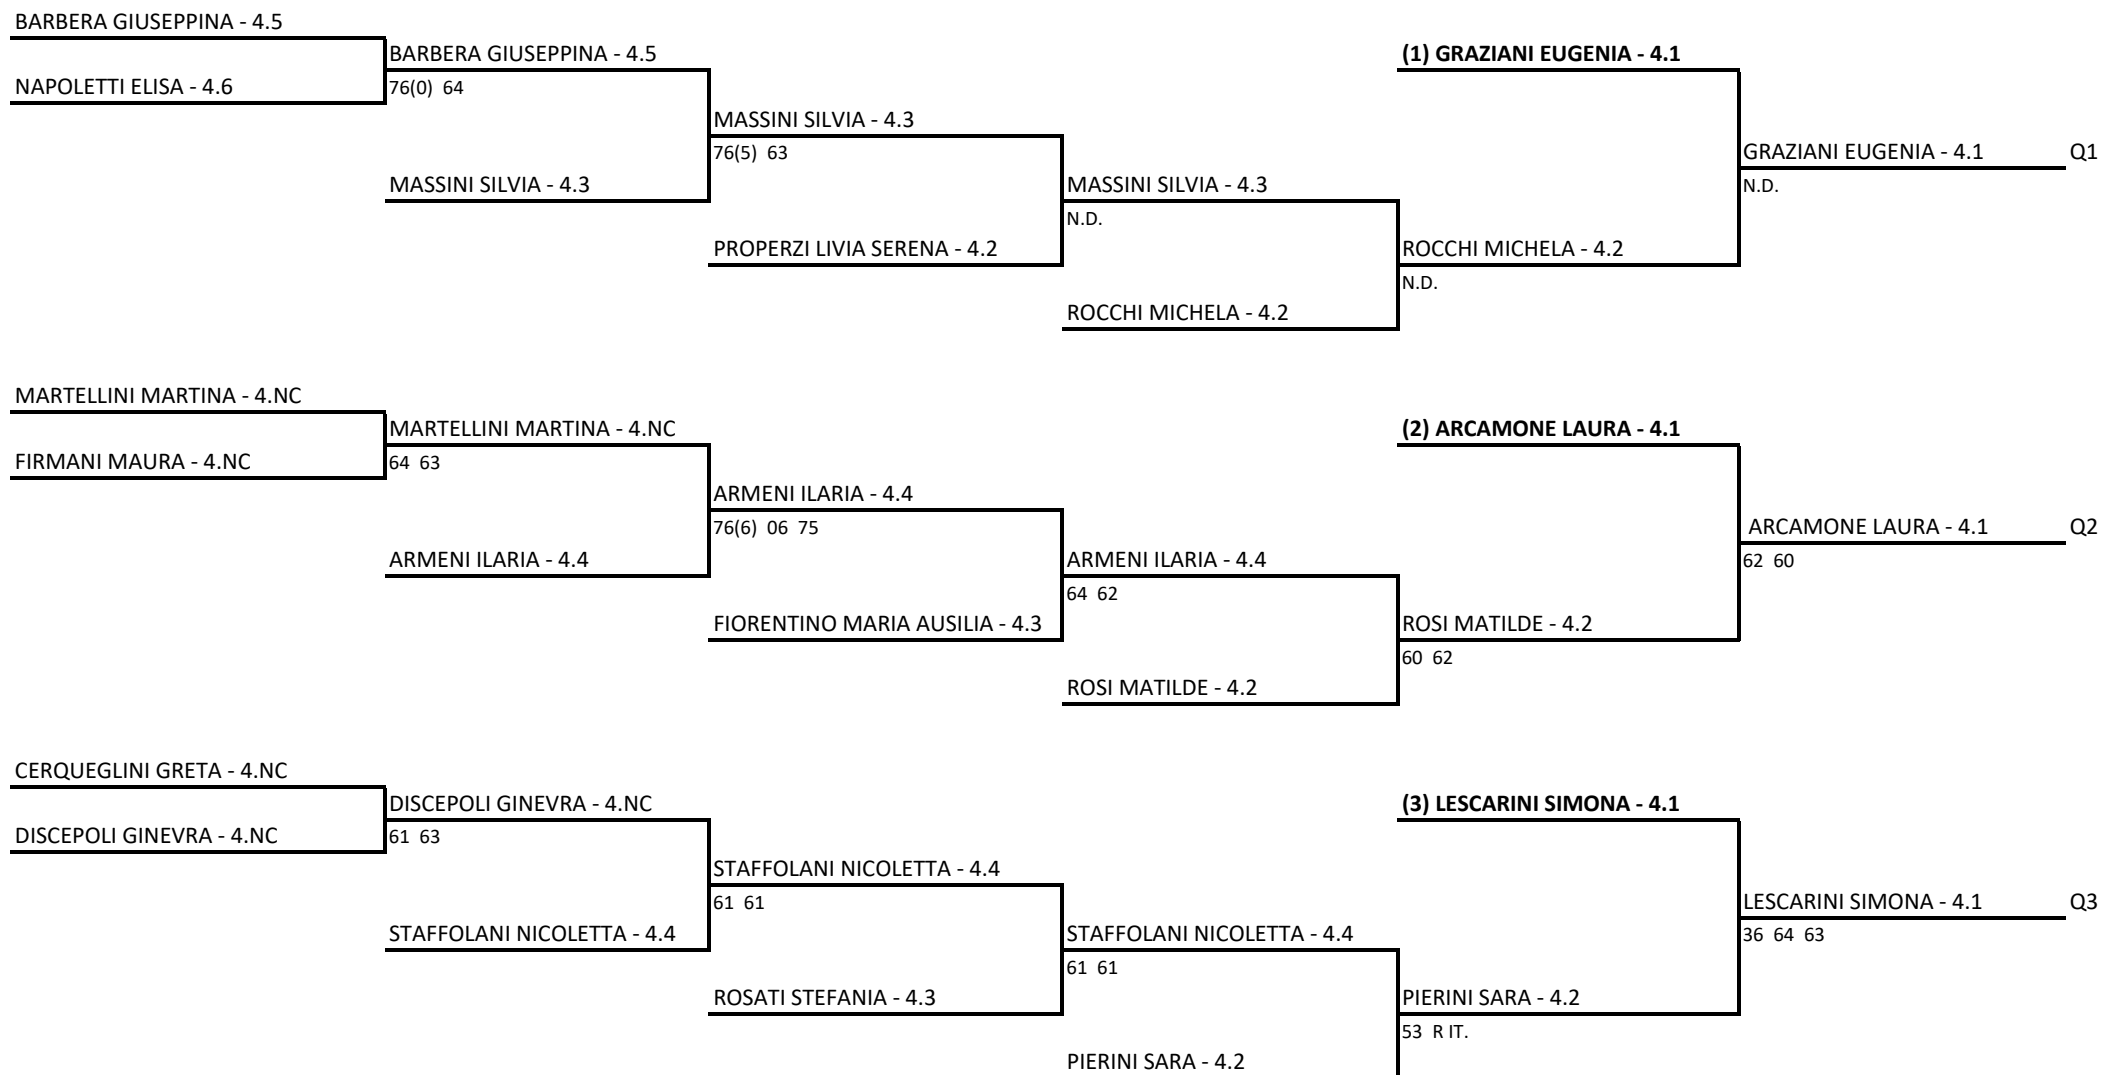 BARBERA GIUSEPPINA - 4.5
BARBERA GIUSEPPINA - 4.5
(1) GRAZIANI EUGENIA - 4.1
NAPOLETTI ELISA - 4.6
76(0) 64
MASSINI SILVIA - 4.3
76(5) 63
GRAZIANI EUGENIA - 4.1
Q1
MASSINI SILVIA - 4.3
MASSINI SILVIA - 4.3
N.D.
N.D.
PROPERZI LIVIA SERENA - 4.2
ROCCHI MICHELA - 4.2
N.D.
ROCCHI MICHELA - 4.2
MARTELLINI MARTINA - 4.NC
MARTELLINI MARTINA - 4.NC
(2) ARCAMONE LAURA - 4.1
FIRMANI MAURA - 4.NC
64 63
ARMENI ILARIA - 4.4
76(6) 06 75
ARCAMONE LAURA - 4.1
Q2
ARMENI ILARIA - 4.4
ARMENI ILARIA - 4.4
62 60
64 62
FIORENTINO MARIA AUSILIA - 4.3
ROSI MATILDE - 4.2
60 62
ROSI MATILDE - 4.2
CERQUEGLINI GRETA - 4.NC
DISCEPOLI GINEVRA - 4.NC
(3) LESCARINI SIMONA - 4.1
DISCEPOLI GINEVRA - 4.NC
61 63
STAFFOLANI NICOLETTA - 4.4
61 61
LESCARINI SIMONA - 4.1
Q3
STAFFOLANI NICOLETTA - 4.4
STAFFOLANI NICOLETTA - 4.4
36 64 63
61 61
ROSATI STEFANIA - 4.3
PIERINI SARA - 4.2
53 R IT.
PIERINI SARA - 4.2